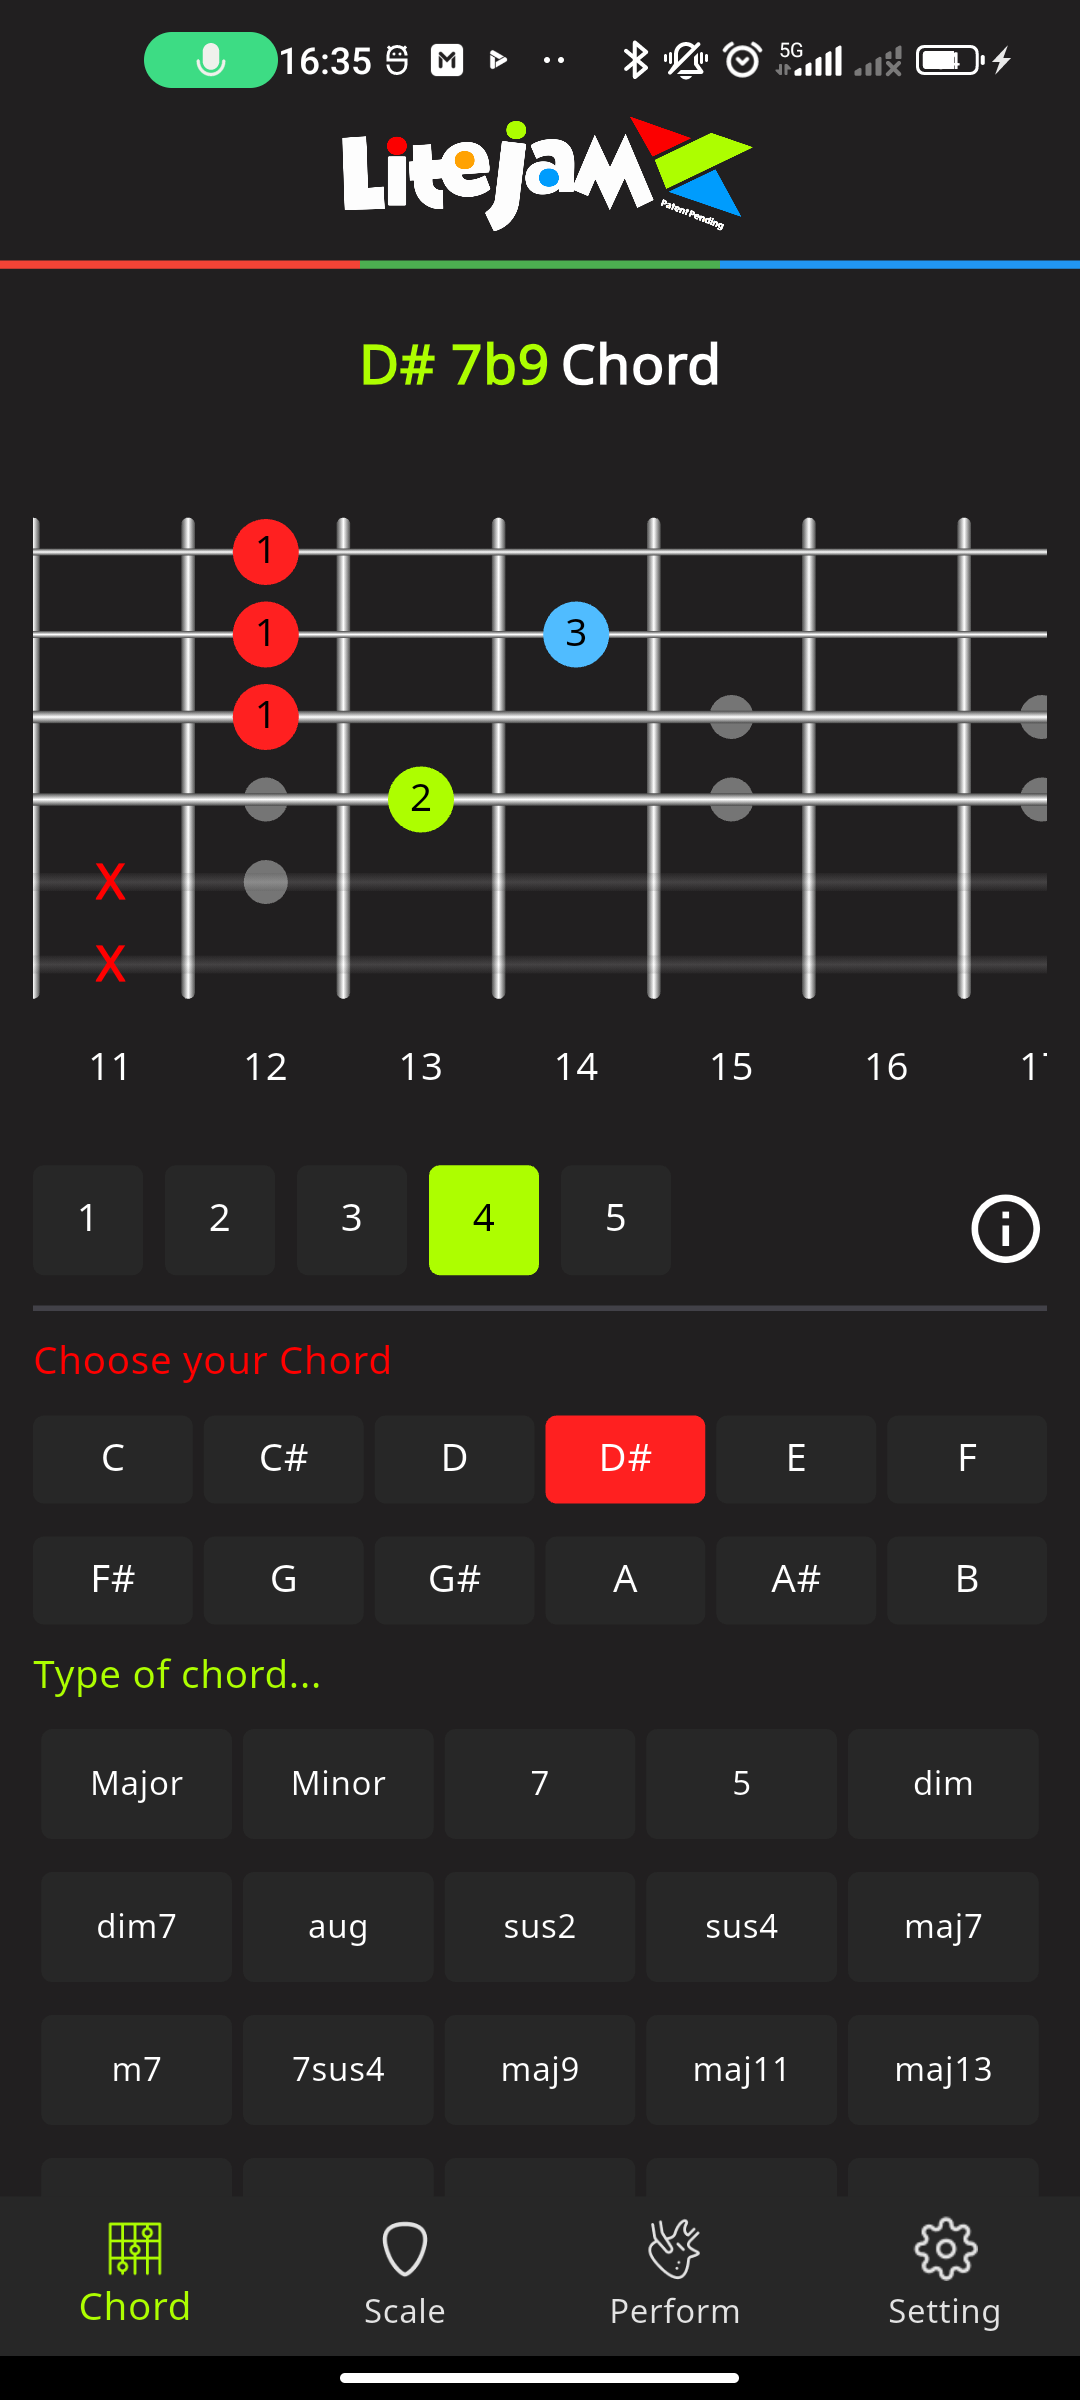 16:35 5G
LitejaM
Patent Pending
D# 7b9 Chord
1
1 3
1
2
X
X
11 12 13 14 15 16
1 2 3 4 5
Choose your Chord
C C# D D# E F
F# G G# A A# B
Type of chord...
Major Minor 7 5 dim
dim7 aug sus2 sus4 maj7
m7 7sus4 maj9 maj11 maj13
Chord Scale Perform Setting